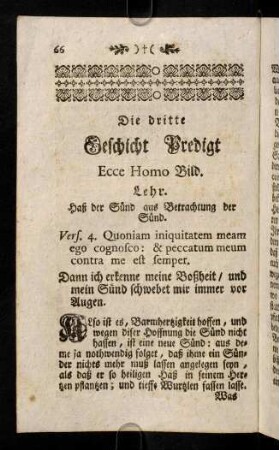 66
Die dritte
Geschicht Predigt
Ecce Homo Bild.
Lehr.
Haß der Sünd aus Betrachtung der
Sünd.
Vers. 4. Quoniam iniquitatem meam
ego cognosco: & peccatum meum
contra me est semper.
Dann ich erkenne meine Boßheit / und
mein Sünd schwebet mir immer vor
Augen.
Also ist es, Barmhertzigkeit hoffen, und
wegen diser Hoffnung die Sünd nicht
hassen, ist eine neue Sünd: aus de-
me ja nothwendig folget, daß ihme ein Sün-
der nichts mehr muß lassen angelegen seyn,
als daß er so heiligen Haß in seinem Her-
tzen pflantzen; und tieffe Wurtzlen fassen lasse.
Was